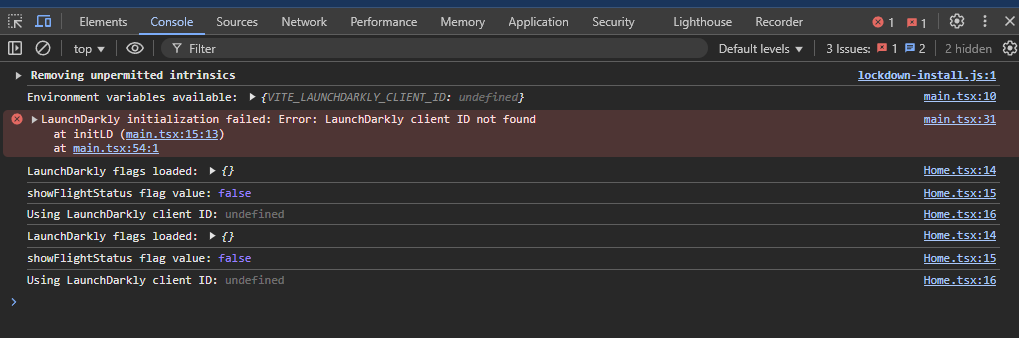 Elements Console Sources Network Performance Memory Application Security Lighthouse Recorder 1 1
top Filter Default levels 3 Issues: 1 2 2 hidden
Removing unpermitted intrinsics lockdown-install.js:1
Environment variables available: {VITE_LAUNCHDARKLY_CLIENT_ID: undefined} main.tsx:10
LaunchDarkly initialization failed: Error: LaunchDarkly client ID not found main.tsx:31
at initLD (main.tsx:15:13)
at main.tsx:54:1
LaunchDarkly flags loaded: {} Home.tsx:14
showFlightStatus flag value: false Home.tsx:15
Using LaunchDarkly client ID: undefined Home.tsx:16
LaunchDarkly flags loaded: {} Home.tsx:14
showFlightStatus flag value: false Home.tsx:15
Using LaunchDarkly client ID: undefined Home.tsx:16